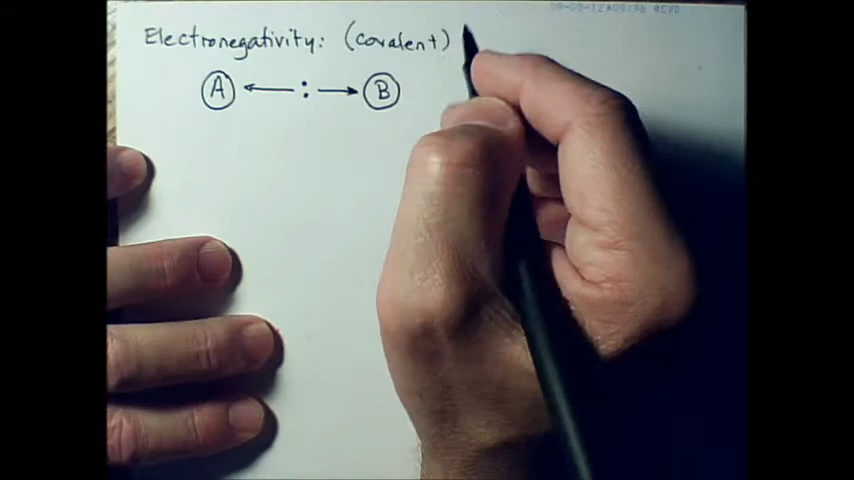 Electronegativity: (covalent)
A ← : → B